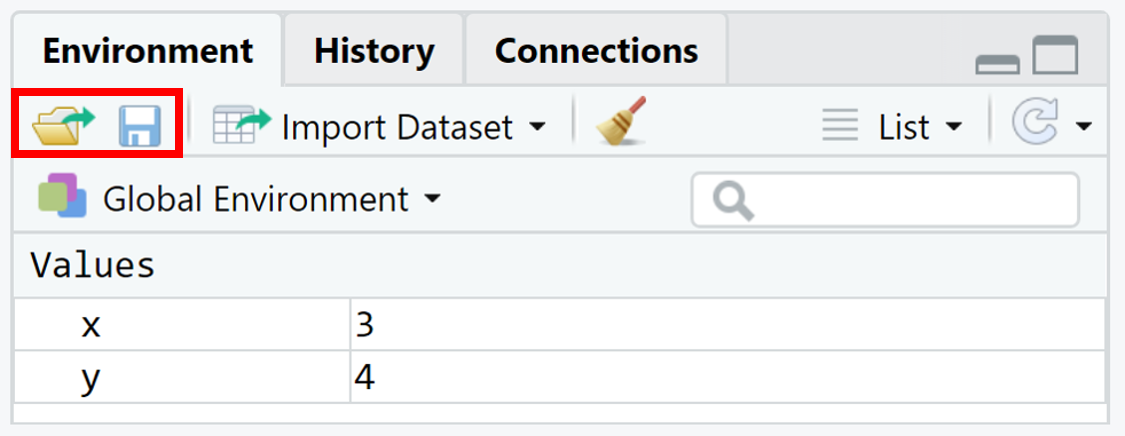 Environment History Connections
Import Dataset List
Global Environment
Values
x 3
y 4